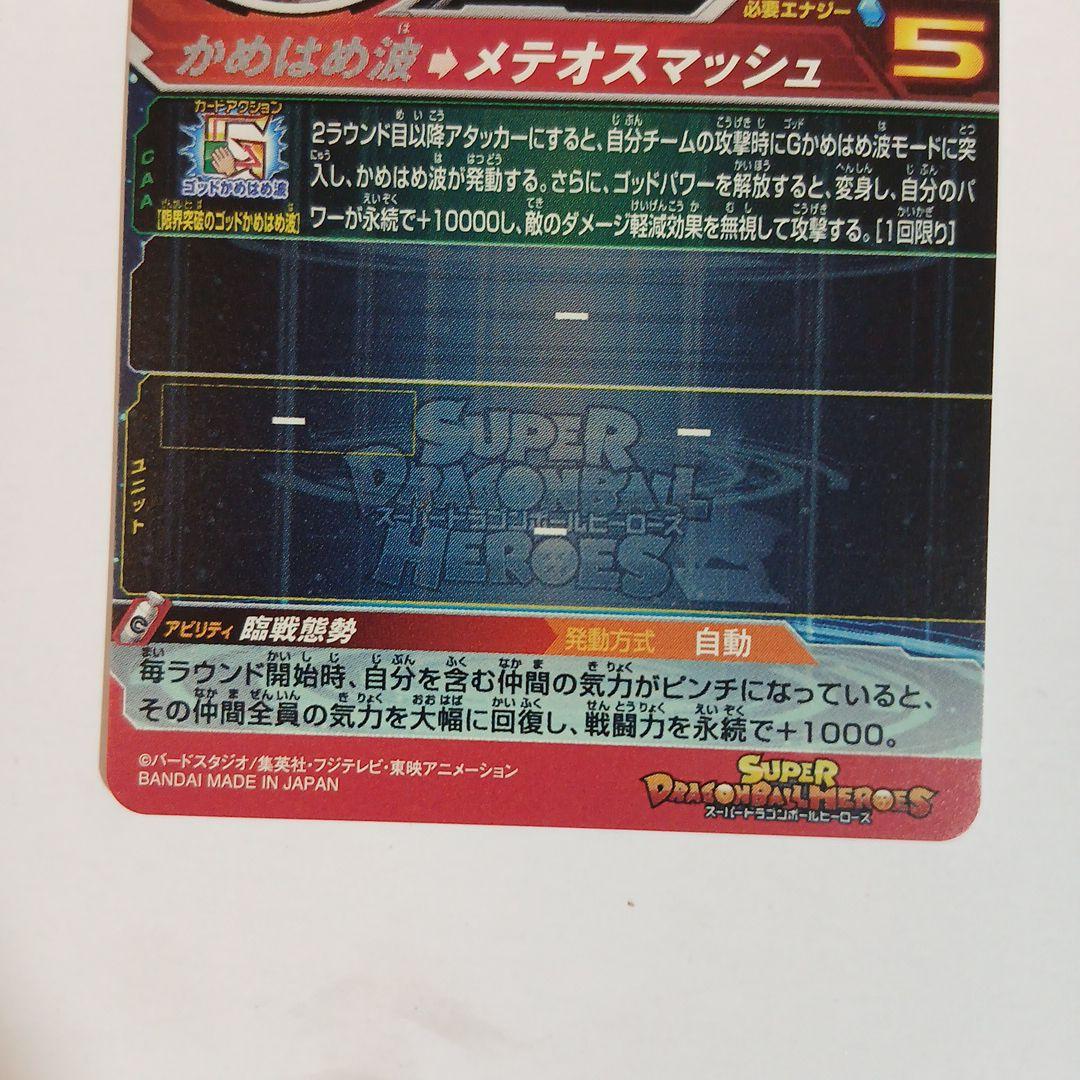 必要エナジー 5
かめはめ波➡メテオスマッシュ
カードアクション
ゴッドかめはめ波
[限界突破のゴッドかめはめ波]
CAA
2ラウンド目以降アタッカーにすると、自分チームの攻撃時にGかめはめ波モードに突
入し、かめはめ波が発動する。さらに、ゴッドパワーを解放すると、変身し、自分のパ
ワーが永続で+10000し、敵のダメージ軽減効果を無視して攻撃する。[1回限り]
ー
ユニット
ー
ー
ー
SUPER
DRAGONBALL
スーパードラゴンボールヒーローズ
HEROES
アビリティ 臨戦態勢 発動方式 自動
毎ラウンド開始時、自分を含む仲間の気力がピンチになっていると、
その仲間全員の気力を大幅に回復し、戦闘力を永続で+1000。
©バードスタジオ/集英社・フジテレビ・東映アニメーション
BANDAI MADE IN JAPAN
SUPER
DRAGONBALL HEROES
スーパードラゴンボールヒーローズ